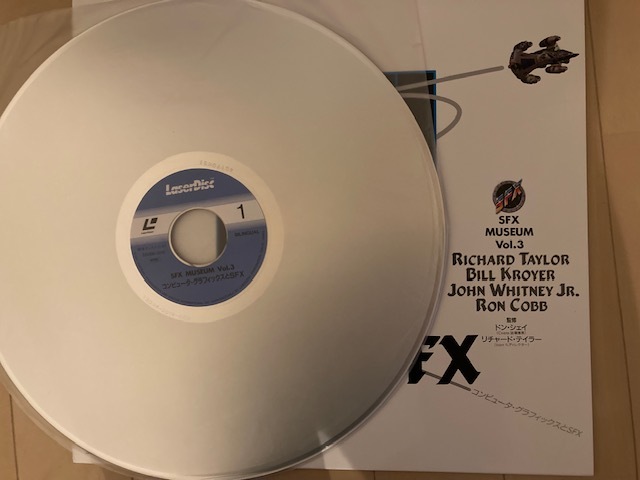 LaserDisc
1
SFX MUSEUM Vol.3
コンピュータ・グラフィックスとSFX
SFX
SFX
MUSEUM
Vol.3
RICHARD TAYLOR
BILL KROYER
JOHN WHITNEY JR.
RON COBB
監修
ドン・シェイ
リチャード・テイラー
FX
コンピュータ・グラフィックスとSFX